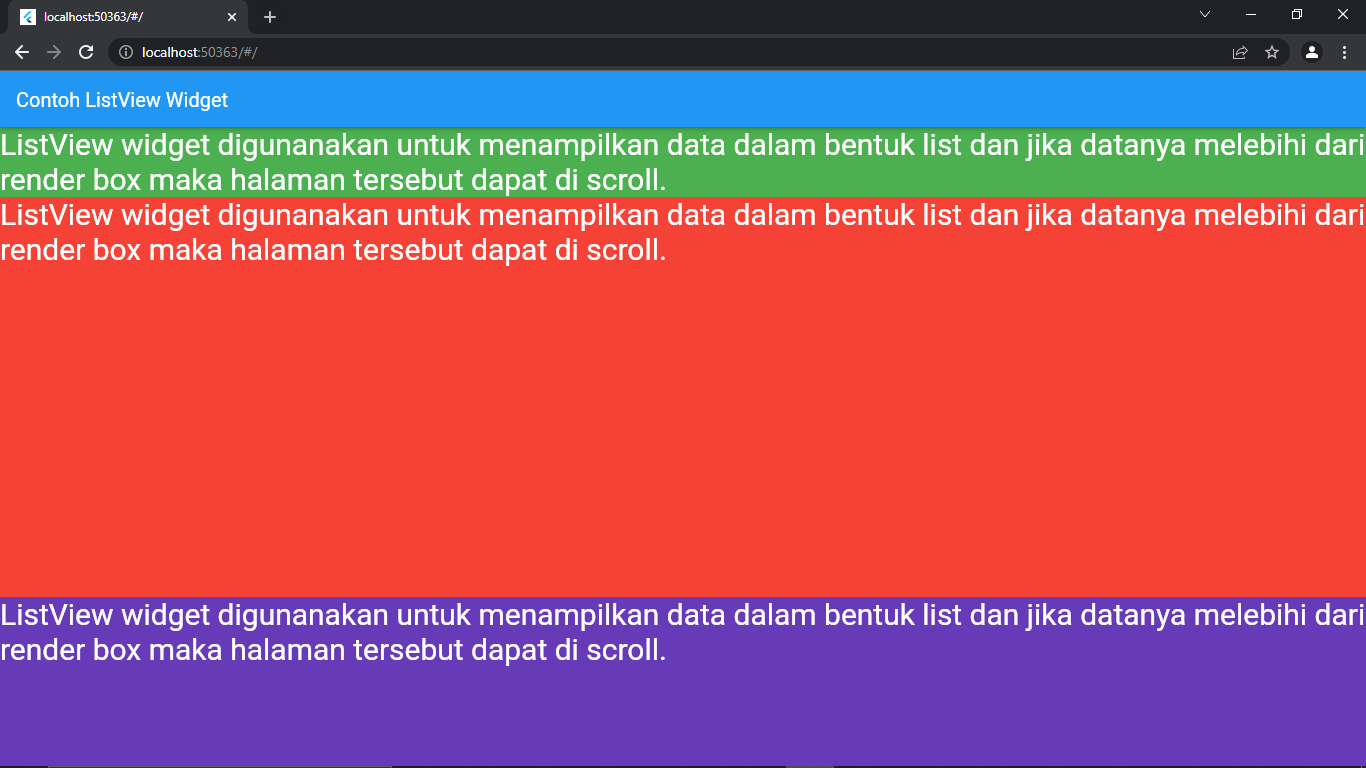 localhost:50363/#/
localhost:50363/#/
Contoh ListView Widget
ListView widget digunanakan untuk menampilkan data dalam bentuk list dan jika datanya melebihi dari
render box maka halaman tersebut dapat di scroll.
ListView widget digunanakan untuk menampilkan data dalam bentuk list dan jika datanya melebihi dari
render box maka halaman tersebut dapat di scroll.
ListView widget digunanakan untuk menampilkan data dalam bentuk list dan jika datanya melebihi dari
render box maka halaman tersebut dapat di scroll.